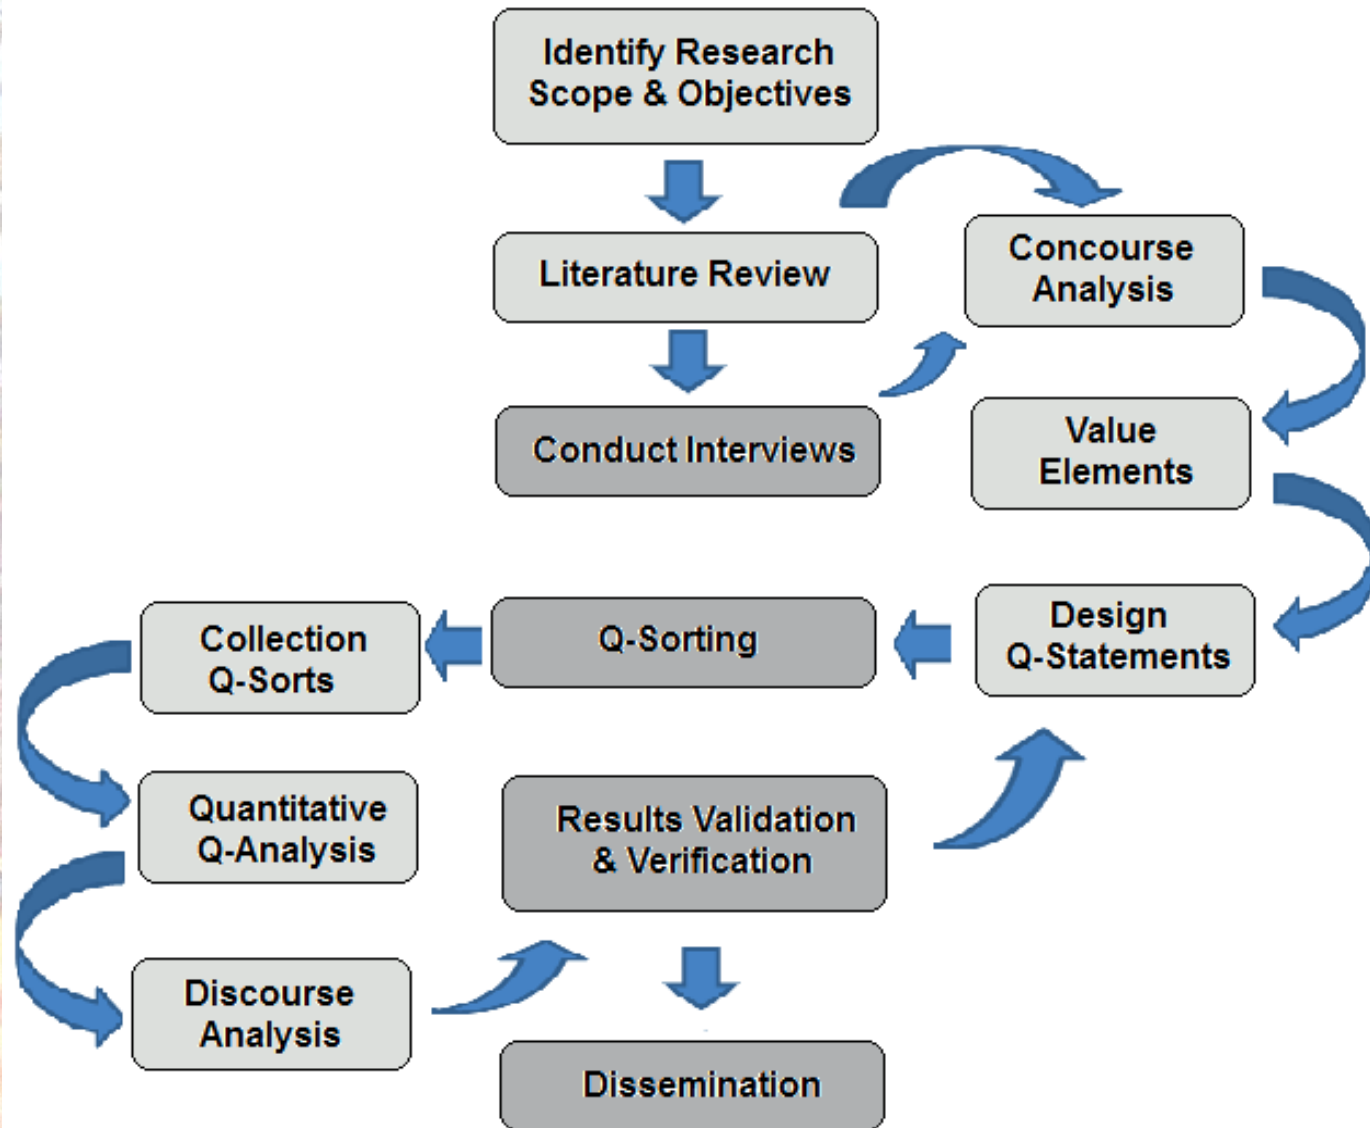 Identify Research
Scope & Objectives
Literature Review
Concourse
Analysis
Conduct Interviews
Value
Elements
Design
Q-Statements
Q-Sorting
Collection
Q-Sorts
Quantitative
Q-Analysis
Results Validation
& Verification
Discourse
Analysis
Dissemination